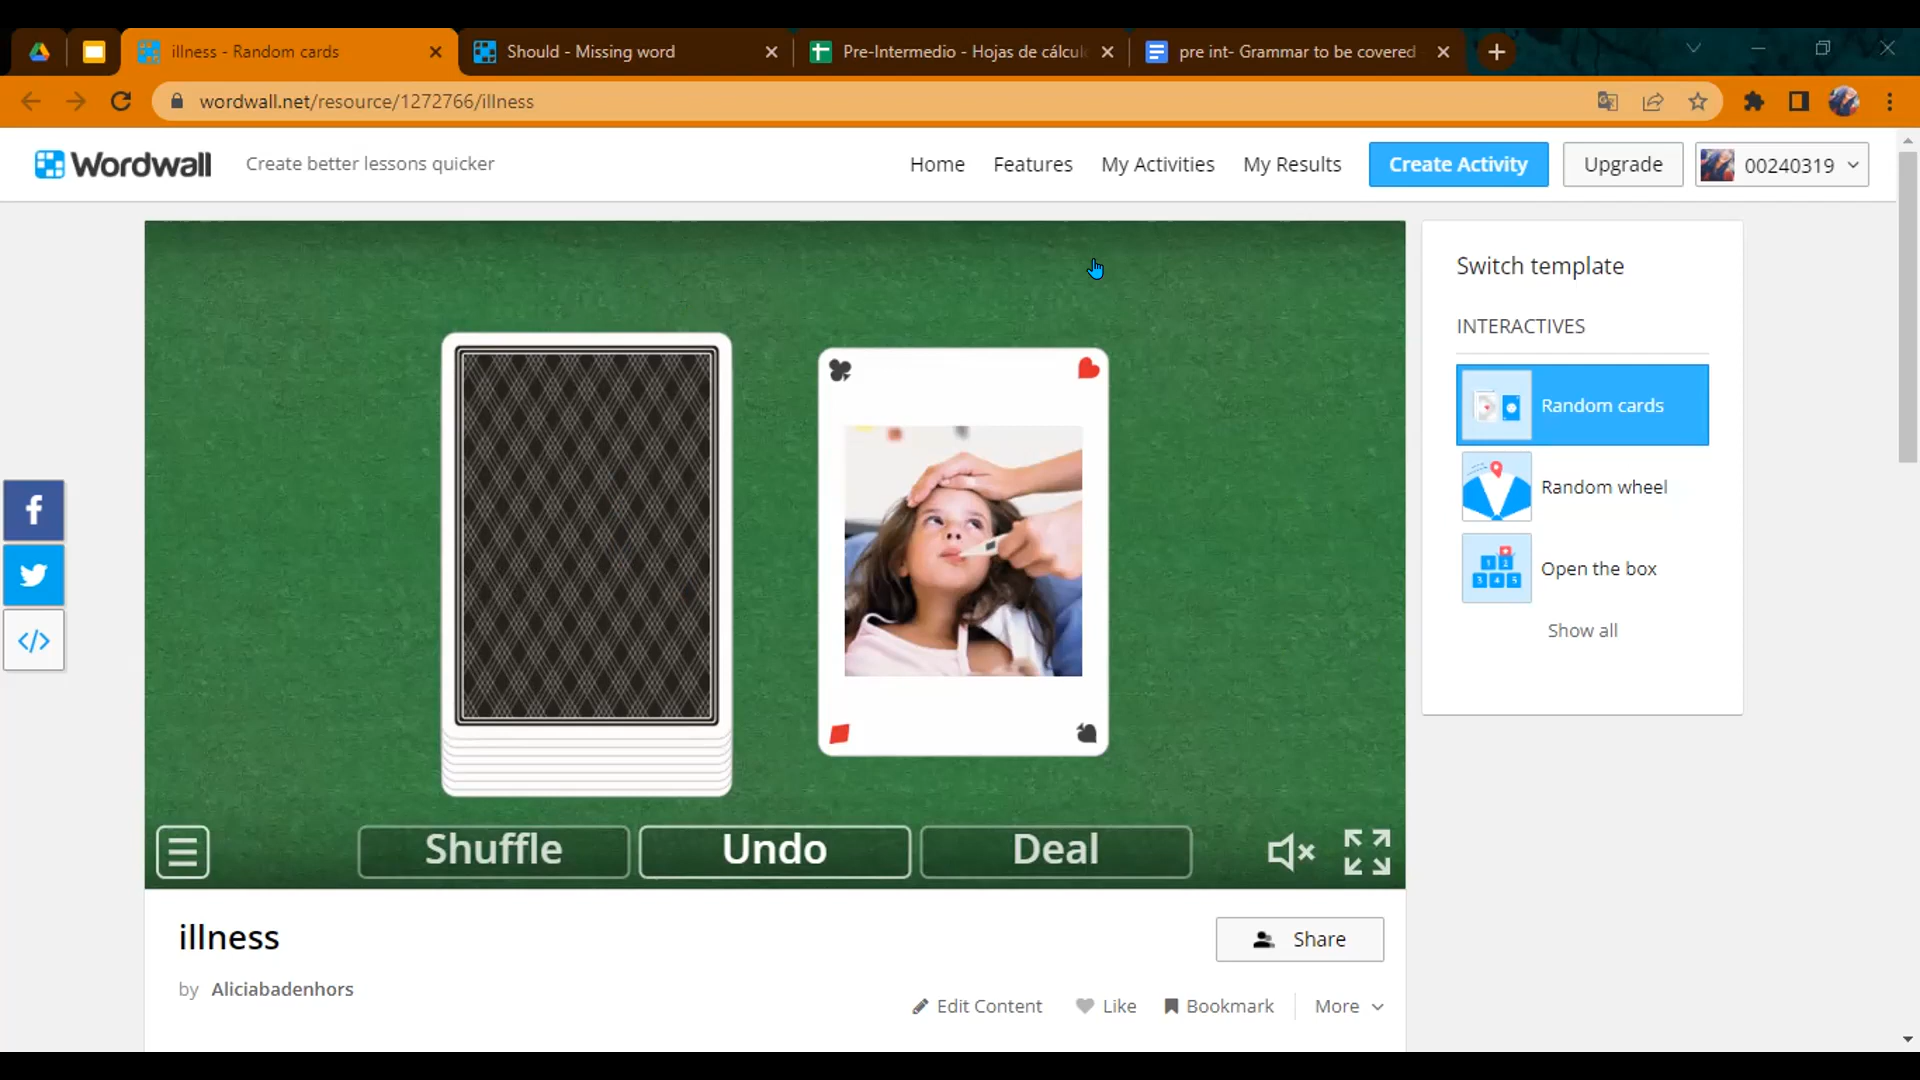 illness - Random cards
Should - Missing word
Pre-Intermedio - Hojas de cálcul
pre int- Grammar to be covered
wordwall.net/resource/1272766/illness
Wordwall
Create better lessons quicker
Home
Features
My Activities
My Results
Create Activity
Upgrade
00240319
Switch template
INTERACTIVES
Random cards
Random wheel
Open the box
Show all
Shuffle
Undo
Deal
illness
Share
by Aliciabadenhors
Edit Content
Like
Bookmark
More